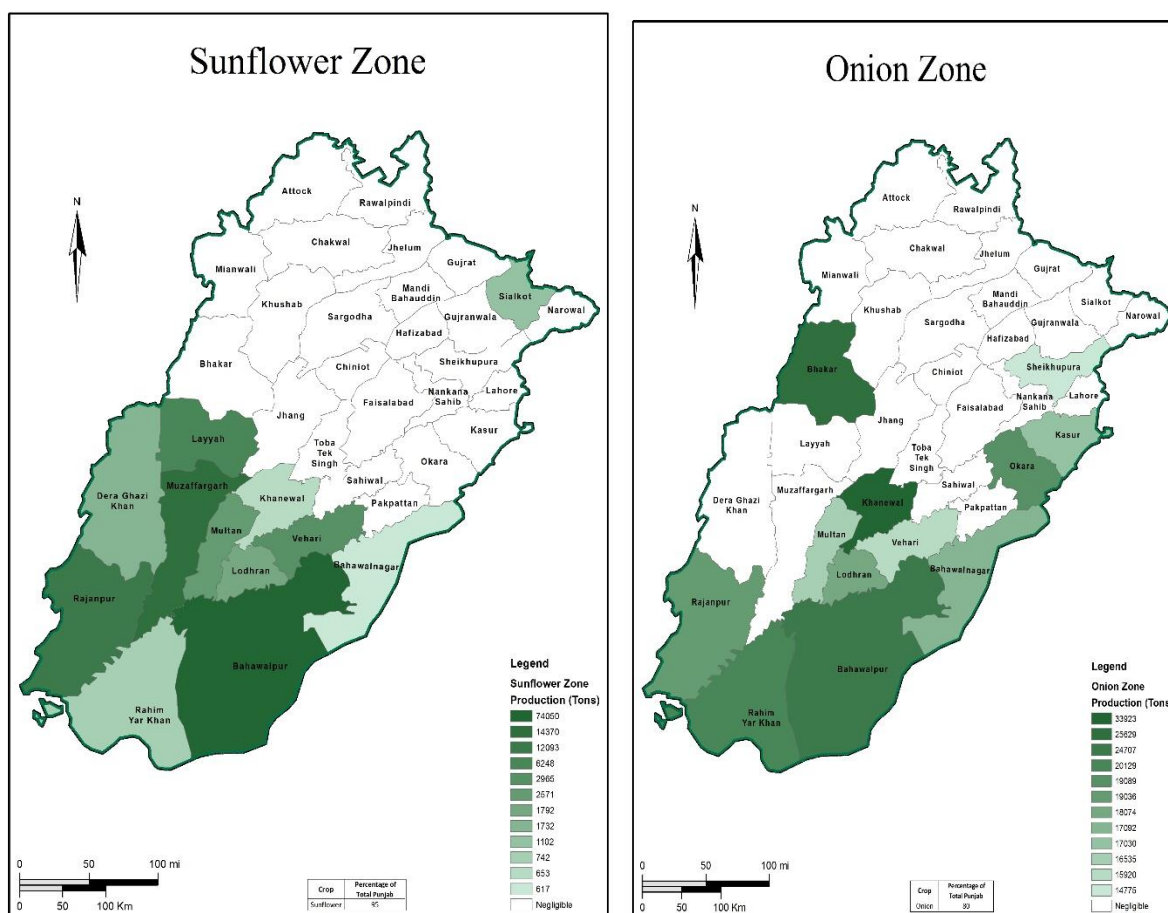 Sunflower Zone
N
Attock
Rawalpindi
Chakwal
Jhelum
Mianwali
Gujrat
Khushab
Mandi
Bahauddin
Sialkot
Narowal
Sargodha
Gujranwala
Hafizabad
Bhakar
Chiniot
Sheikhupura
Nankana
Sahib
Lahore
Faisalabad
Jhang
Kasur
Layyah
Toba
Tek
Singh
Okara
Muzaffargarh
Khanewal
Sahiwal
Dera Ghazi
Khan
Pakpattan
Multan
Vehari
Lodhran
Bahawalnagar
Rajanpur
Bahawalpur
Rahim
Yar Khan
Legend
Sunflower Zone
Production (Tons)
74050
14370
12093
6248
2965
2571
1792
1732
1102
742
653
617
Negligible
0 50 100 mi
0 50 100 Km
Crop Percentage of
Total Punjab
Sunflower 95
Onion Zone
N
Attock
Rawalpindi
Chakwal
Jhelum
Mianwali
Gujrat
Khushab
Mandi
Bahauddin
Sialkot
Narowal
Sargodha
Gujranwala
Hafizabad
Bhakar
Chiniot
Sheikhupura
Nankana
Sahib
Lahore
Faisalabad
Jhang
Kasur
Layyah
Toba
Tek
Singh
Okara
Muzaffargarh
Khanewal
Sahiwal
Dera Ghazi
Khan
Pakpattan
Multan
Vehari
Lodhran
Bahawalnagar
Rajanpur
Bahawalpur
Rahim
Yar Khan
Legend
Onion Zone
Production (Tons
33923
25629
24707
20129
19089
19036
18074
17092
17030
16535
15920
14775
Negligible
0 50 100 mi
0 50 100 Km
Crop Percentage of
Total Punjab
Onion 80